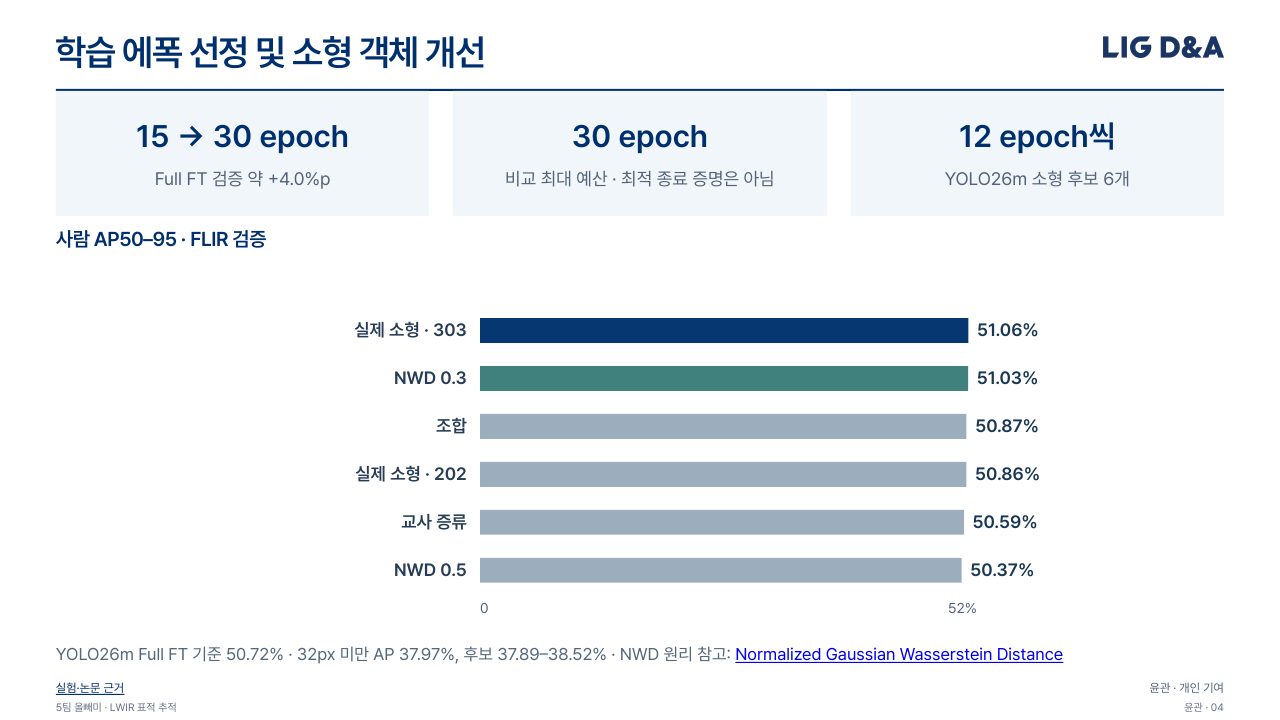 학습 에폭 선정 및 소형 객체 개선
LIG D&A
15 → 30 epoch
Full FT 검증 약 +4.0%p
30 epoch
비교 최대 예산 · 최적 종료 증명은 아님
12 epoch씩
YOLO26m 소형 후보 6개
사람 AP50–95 · FLIR 검증
실제 소형 · 303 51.06%
NWD 0.3 51.03%
조합 50.87%
실제 소형 · 202 50.86%
교사 증류 50.59%
NWD 0.5 50.37%
0 52%
YOLO26m Full FT 기준 50.72% · 32px 미만 AP 37.97%, 후보 37.89–38.52% · NWD 원리 참고: Normalized Gaussian Wasserstein Distance
실험·논문 근거
윤관 · 개인 기여
5팀 올빼미 · LWIR 표적 추적
윤관 · 04